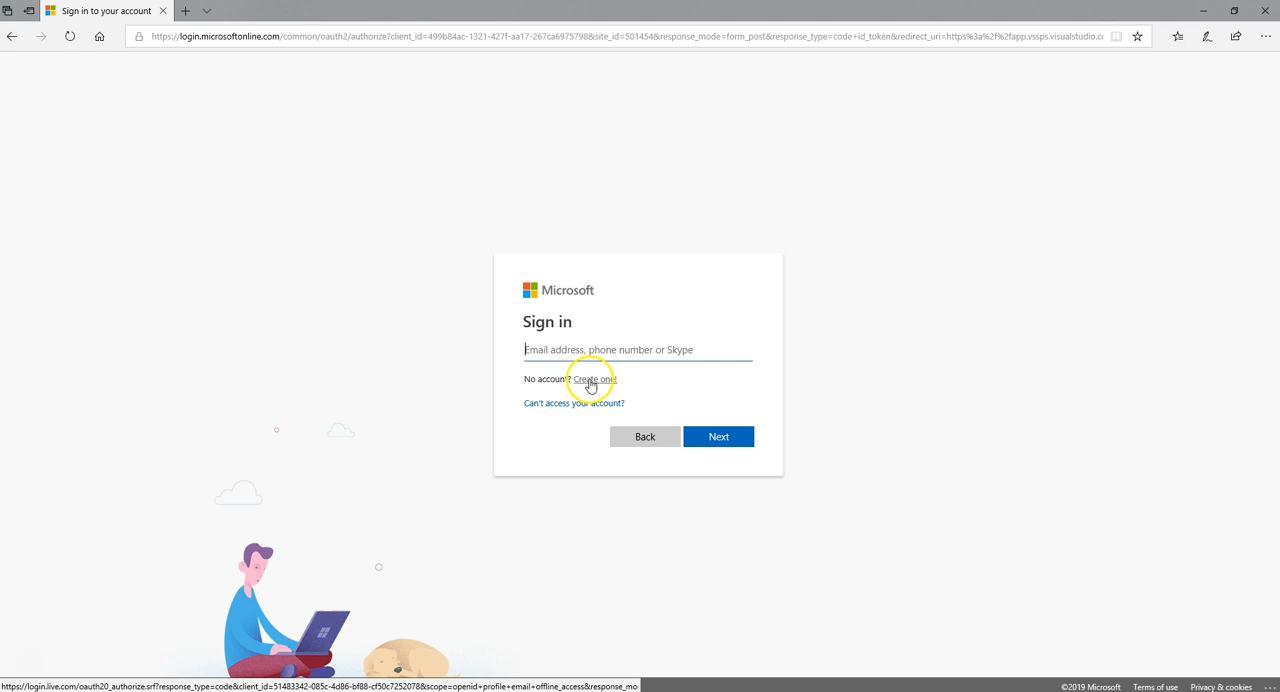 Sign in to your account
https://login.microsoftonline.com/common/oauth2/authorize?client_id=499b84ac-1321-427f-aa17-267ca6975798&site_id=501454&response_mode=form_post&response_type=code+id_token&redirect_uri=https%3a%2f%2fapp.vssps.visualstudio.cc
Microsoft
Sign in
Email address, phone number or Skype
No account? Create one!
Can't access your account?
Back
Next
https://login.live.com/oauth20_authorize.srf?response_type=code&client_id=51483342-085c-4d86-bf88-cf50c7252078&scope=openid+profile+email+offline_access&response_mo
©2019 Microsoft Terms of use Privacy & cookies ...